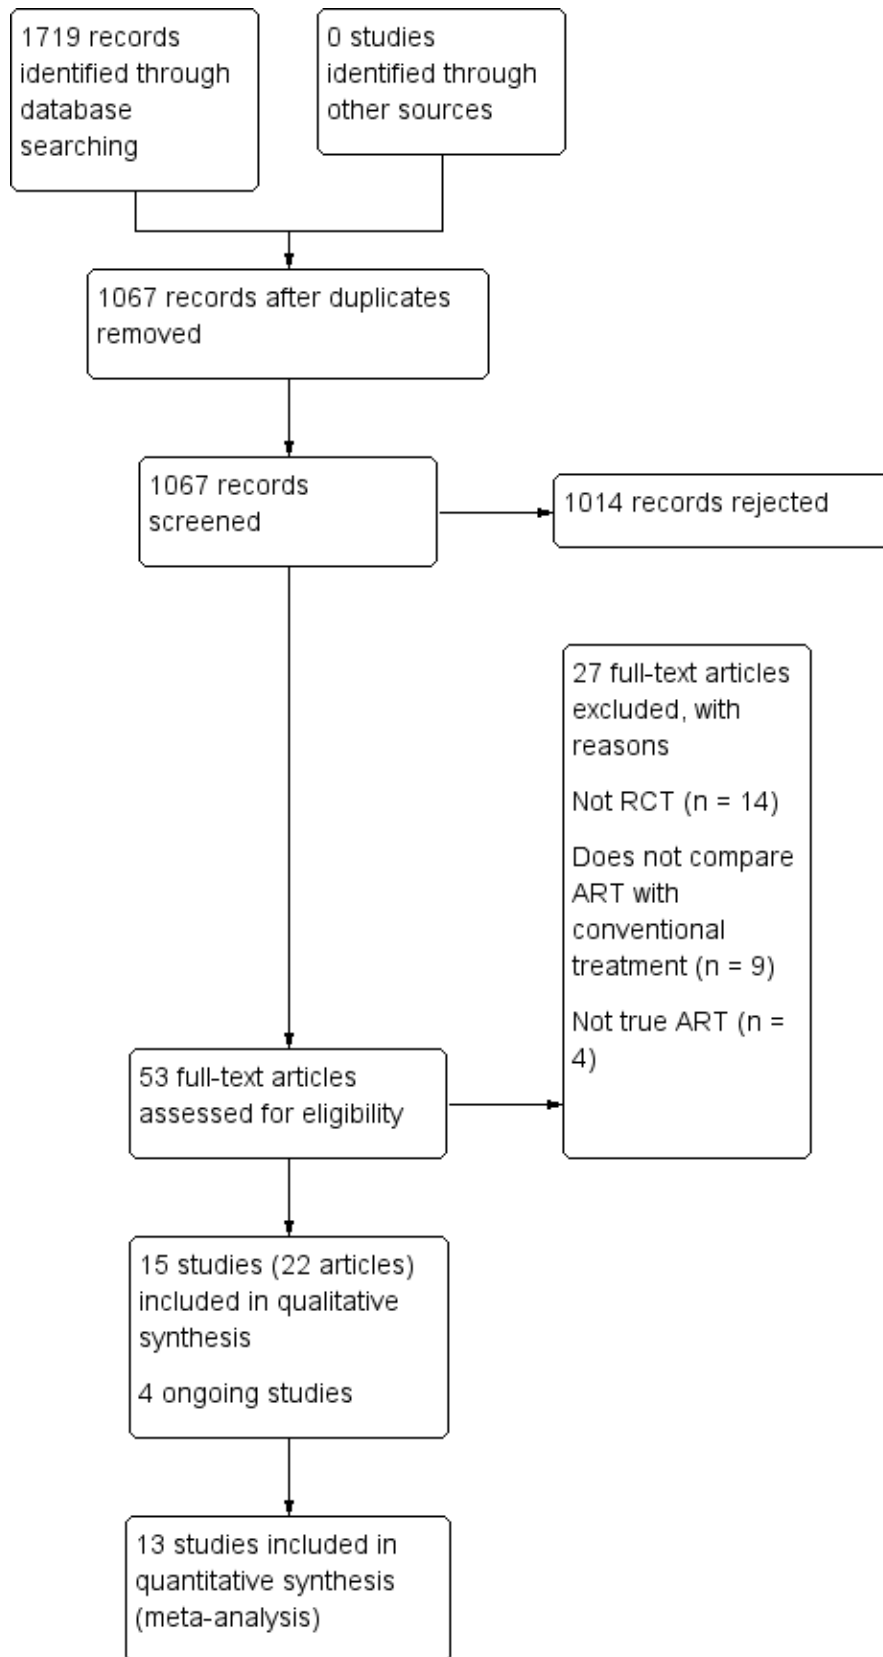 1719 records
identified through
database
searching
0 studies
identified through
other sources
1067 records after duplicates
removed
1067 records
screened
1014 records rejected
27 full-text articles
excluded, with
reasons
Not RCT (n = 14)
Does not compare
ART with
conventional
treatment (n = 9)
Not true ART (n =
4)
53 full-text articles
assessed for eligibility
15 studies (22 articles)
included in qualitative
synthesis
4 ongoing studies
13 studies included in
quantitative synthesis
(meta-analysis)